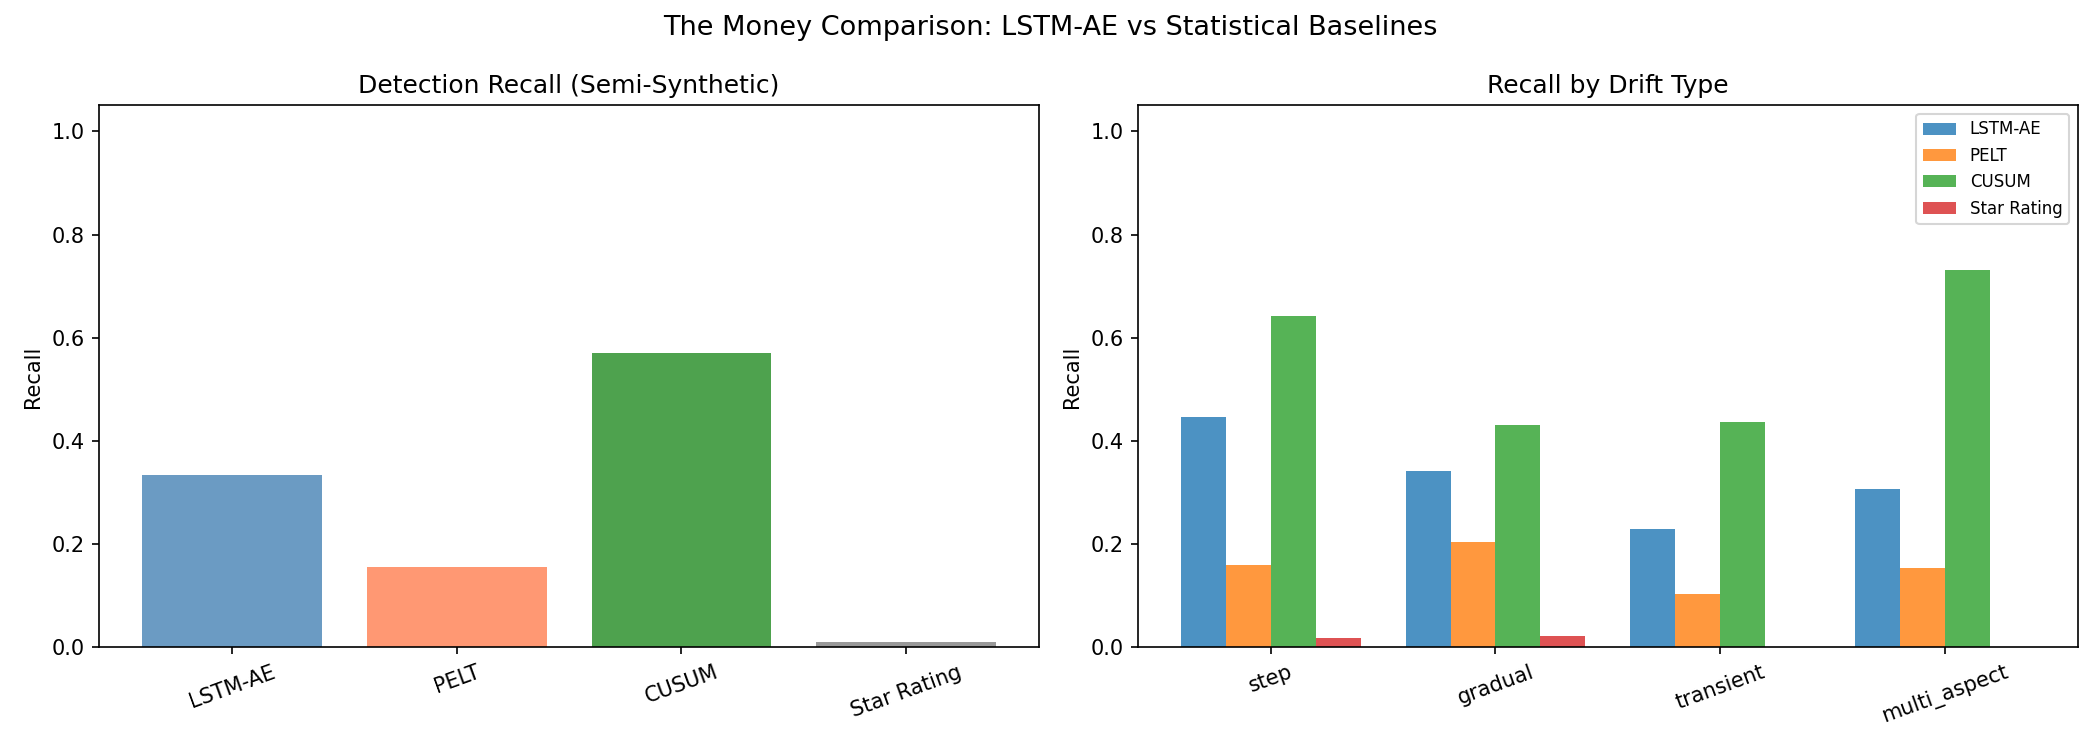 The Money Comparison: LSTM-AE vs Statistical Baselines
Detection Recall (Semi-Synthetic)
Recall
1.0
0.8
0.6
0.4
0.2
0.0
LSTM-AE
PELT
CUSUM
Star Rating
Recall by Drift Type
Recall
1.0
0.8
0.6
0.4
0.2
0.0
step
gradual
transient
multi_aspect
LSTM-AE
PELT
CUSUM
Star Rating